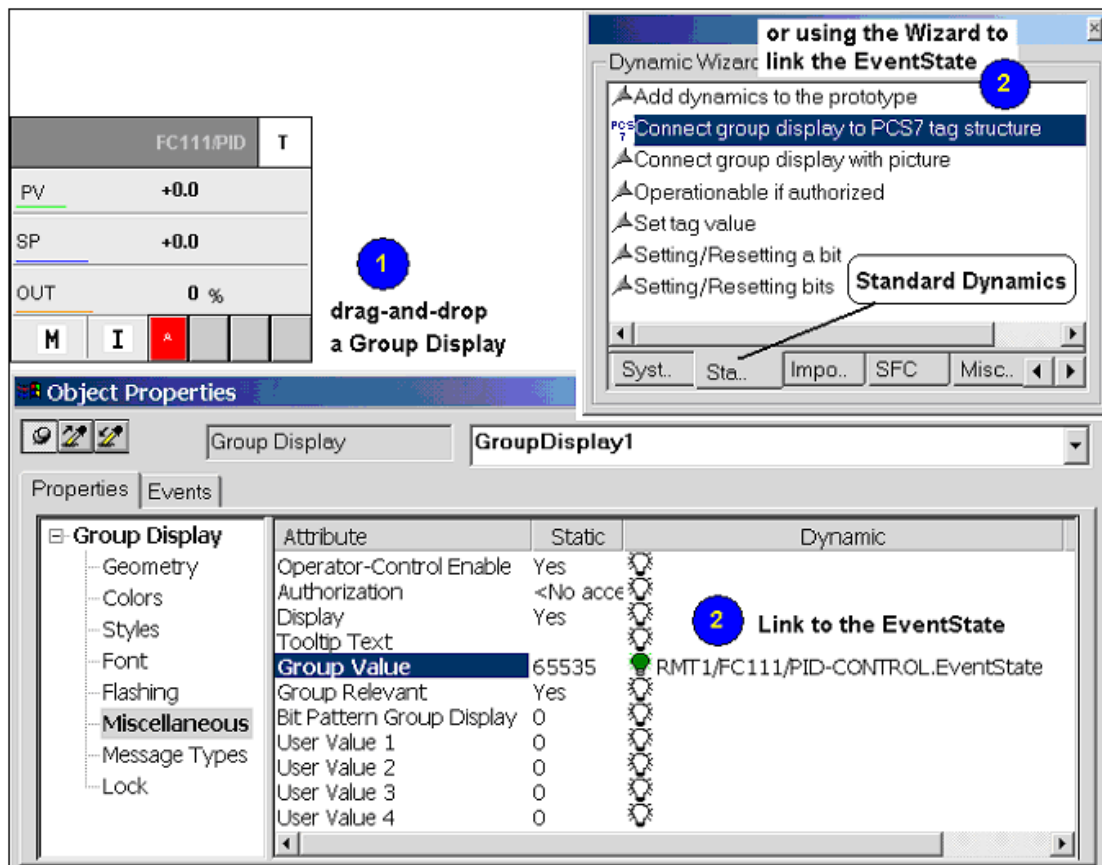 FC111/PID T
PV +0.0
SP +0.0
OUT 0 %
M I A
1
drag-and-drop
a Group Display
or using the Wizard to
link the EventState
2
Dynamic Wizard
Add dynamics to the prototype
PCS 7 Connect group display to PCS7 tag structure
Connect group display with picture
Operationable if authorized
Set tag value
Setting/Resetting a bit
Setting/Resetting bits
Standard Dynamics
Syst.. Sta.. Impo.. SFC Misc..
Object Properties
Group Display GroupDisplay1
Properties Events
Group Display
Geometry
Colors
Styles
Font
Flashing
Miscellaneous
Message Types
Lock
Attribute Static Dynamic
Operator-Control Enable Yes
Authorization <No acce
Display Yes
Tooltip Text
Group Value 65535 RMT1/FC111/PID-CONTROL.EventState
Group Relevant Yes
Bit Pattern Group Display 0
User Value 1 0
User Value 2 0
User Value 3 0
User Value 4 0
2 Link to the EventState